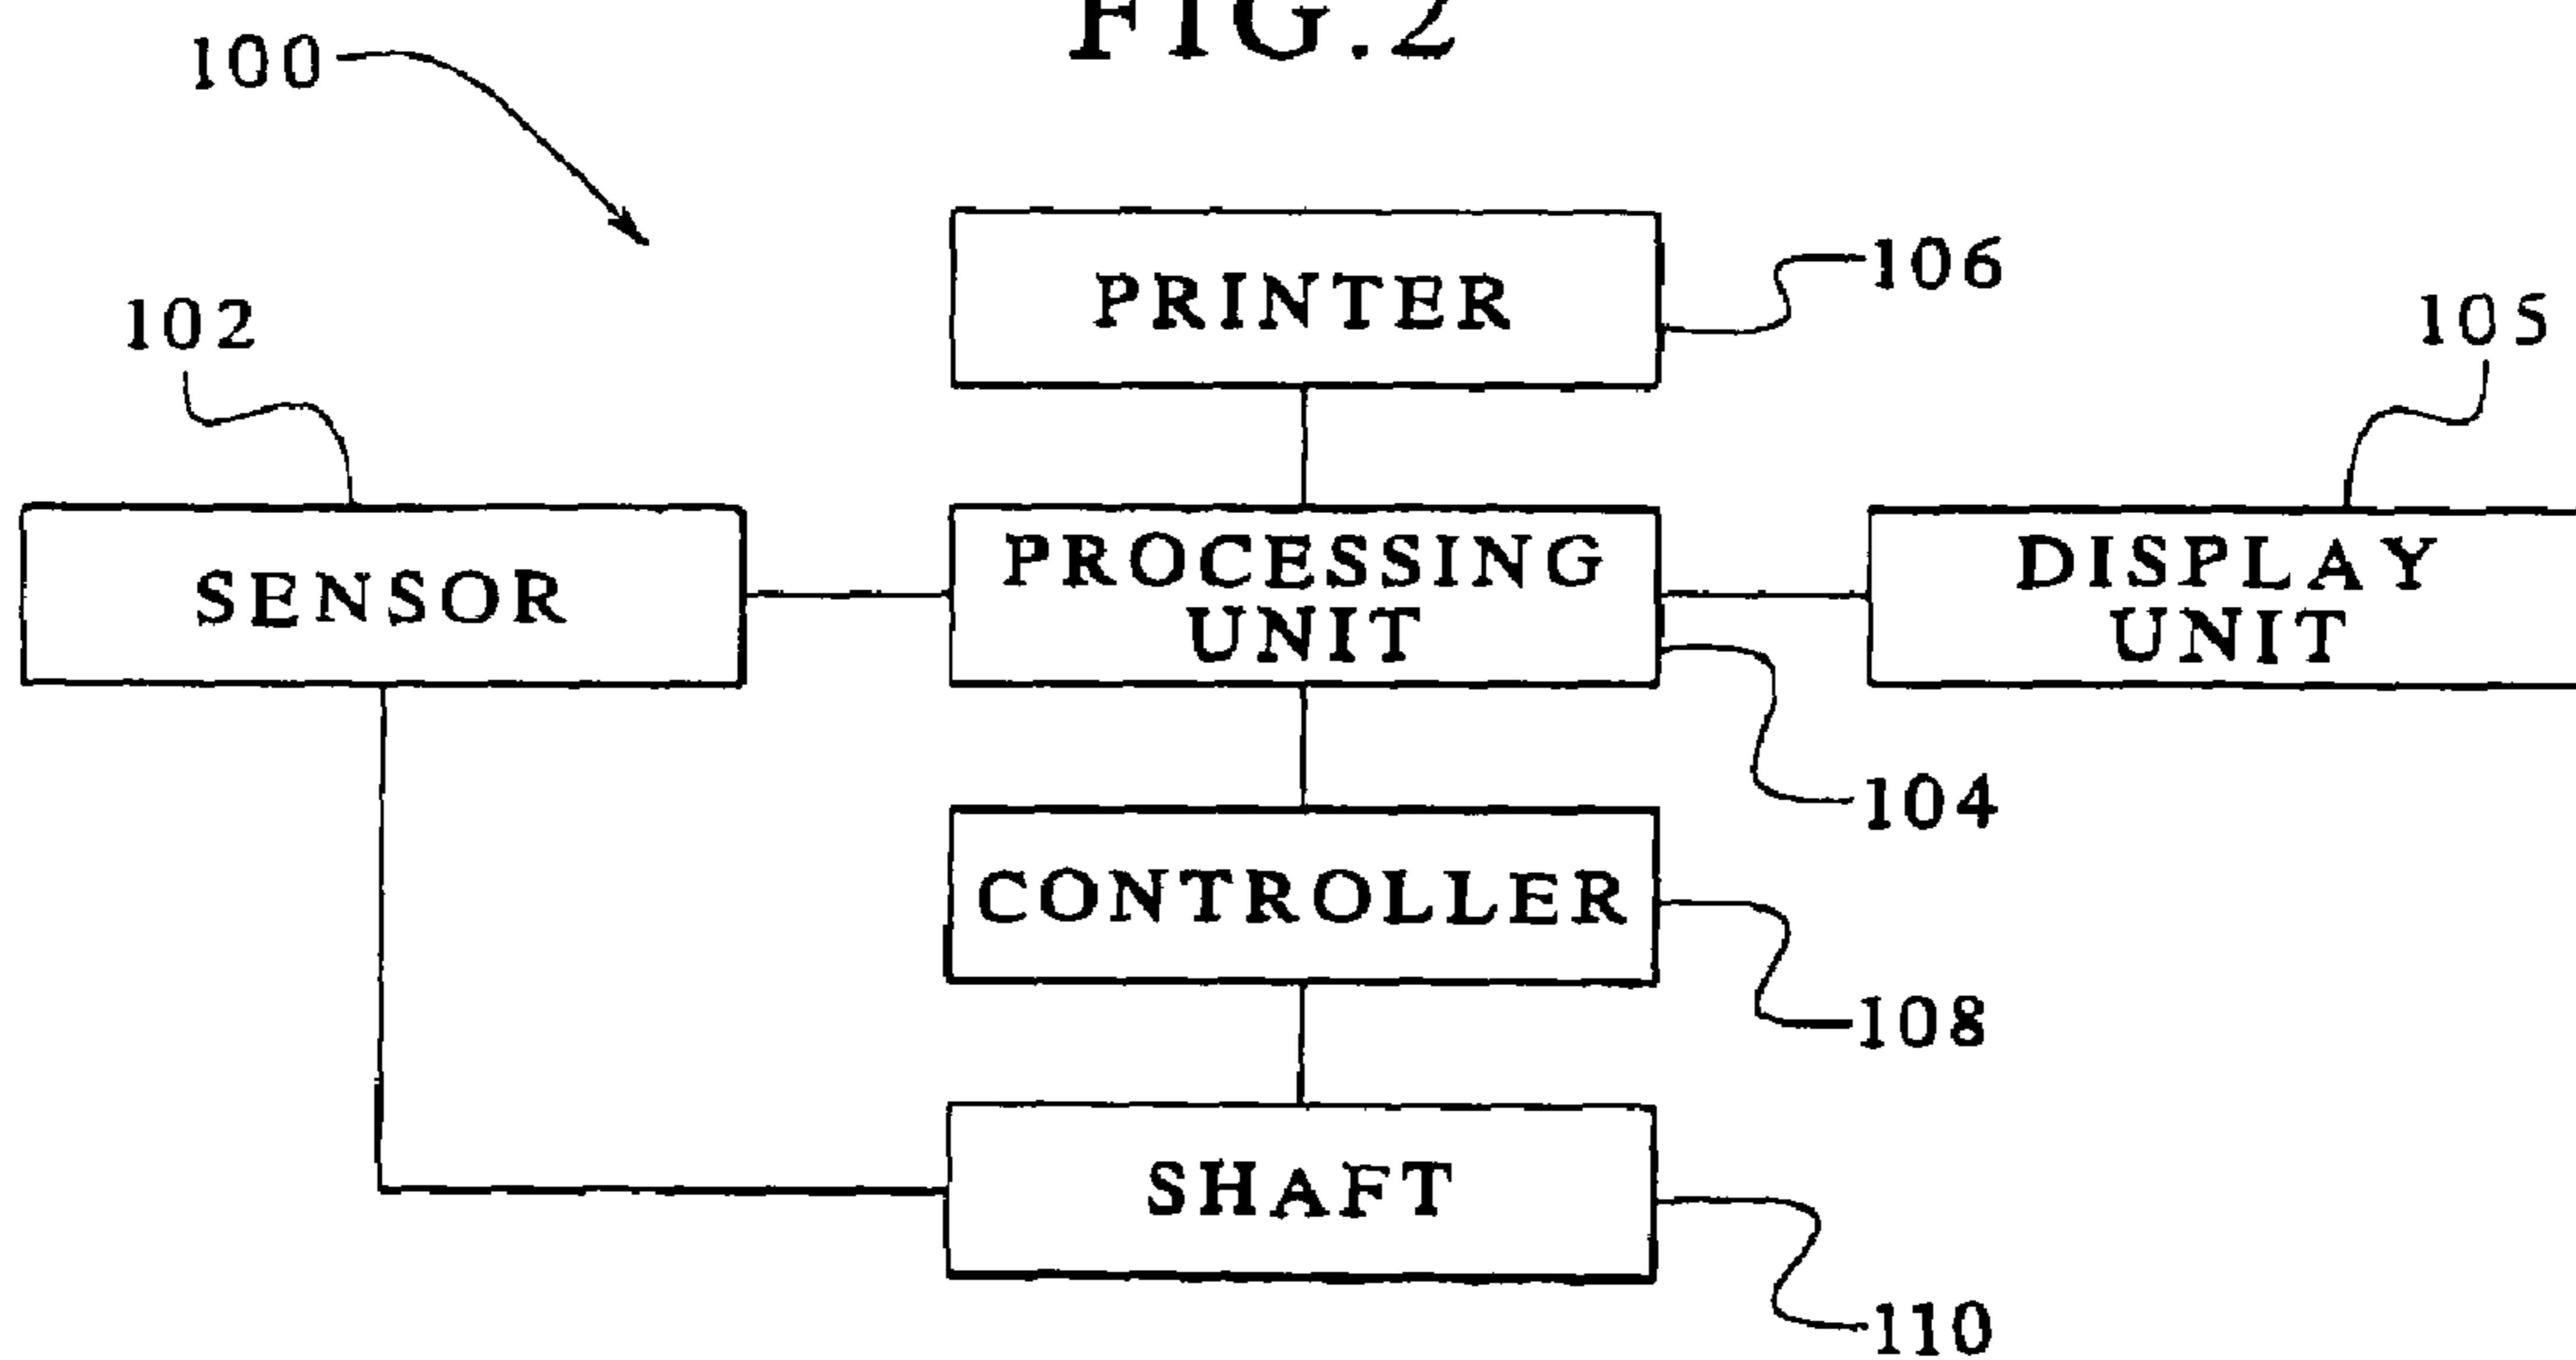 FIG.2
100
PRINTER
106
102
105
SENSOR
PROCESSING
UNIT
DISPLAY
UNIT
104
CONTROLLER
108
SHAFT
110